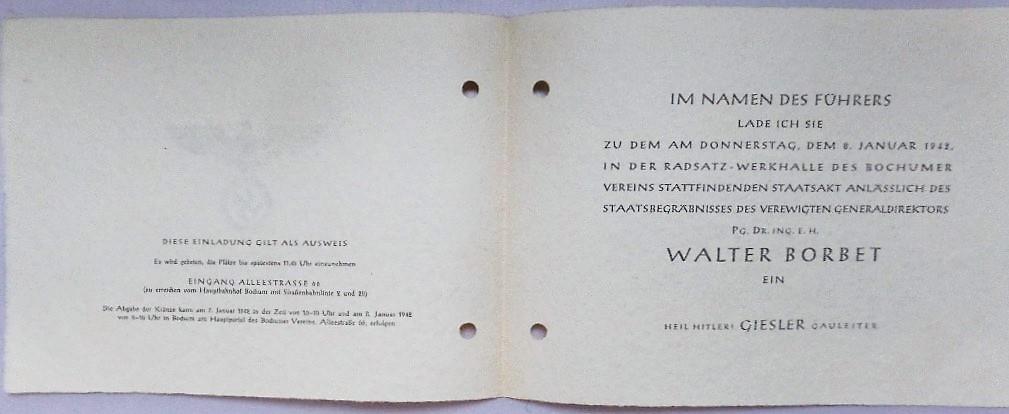 DIESE EINLADUNG GILT ALS AUSWEIS
Es wird gebeten, die Plätze bis spätestens 11,45 Uhr einzunehmen
EINGANG ALLEESTRASSE 66
(zu erreichen vom Hauptbahnhof Bochum mit Straßenbahnlinie 2 und 21)
Die Abgabe der Kränze kann am 7. Januar 1942 in der Zeit von 10-19 Uhr und am 8. Januar 1942
von 8-10 Uhr in Bochum am Hauptportal des Bochumer Vereins, Alleestraße 66, erfolgen
IM NAMEN DES FÜHRERS
LADE ICH SIE
ZU DEM AM DONNERSTAG, DEM 8. JANUAR 1942,
IN DER RADSATZ-WERKHALLE DES BOCHUMER
VEREINS STATTFINDENDEN STAATSAKT ANLÄSSLICH DES
STAATSBEGRÄBNISSES DES VEREWIGTEN GENERALDIREKTORS
PG. DR. ING. E. H.
WALTER BORBET
EIN
HEIL HITLER! GIESLER GAULEITER